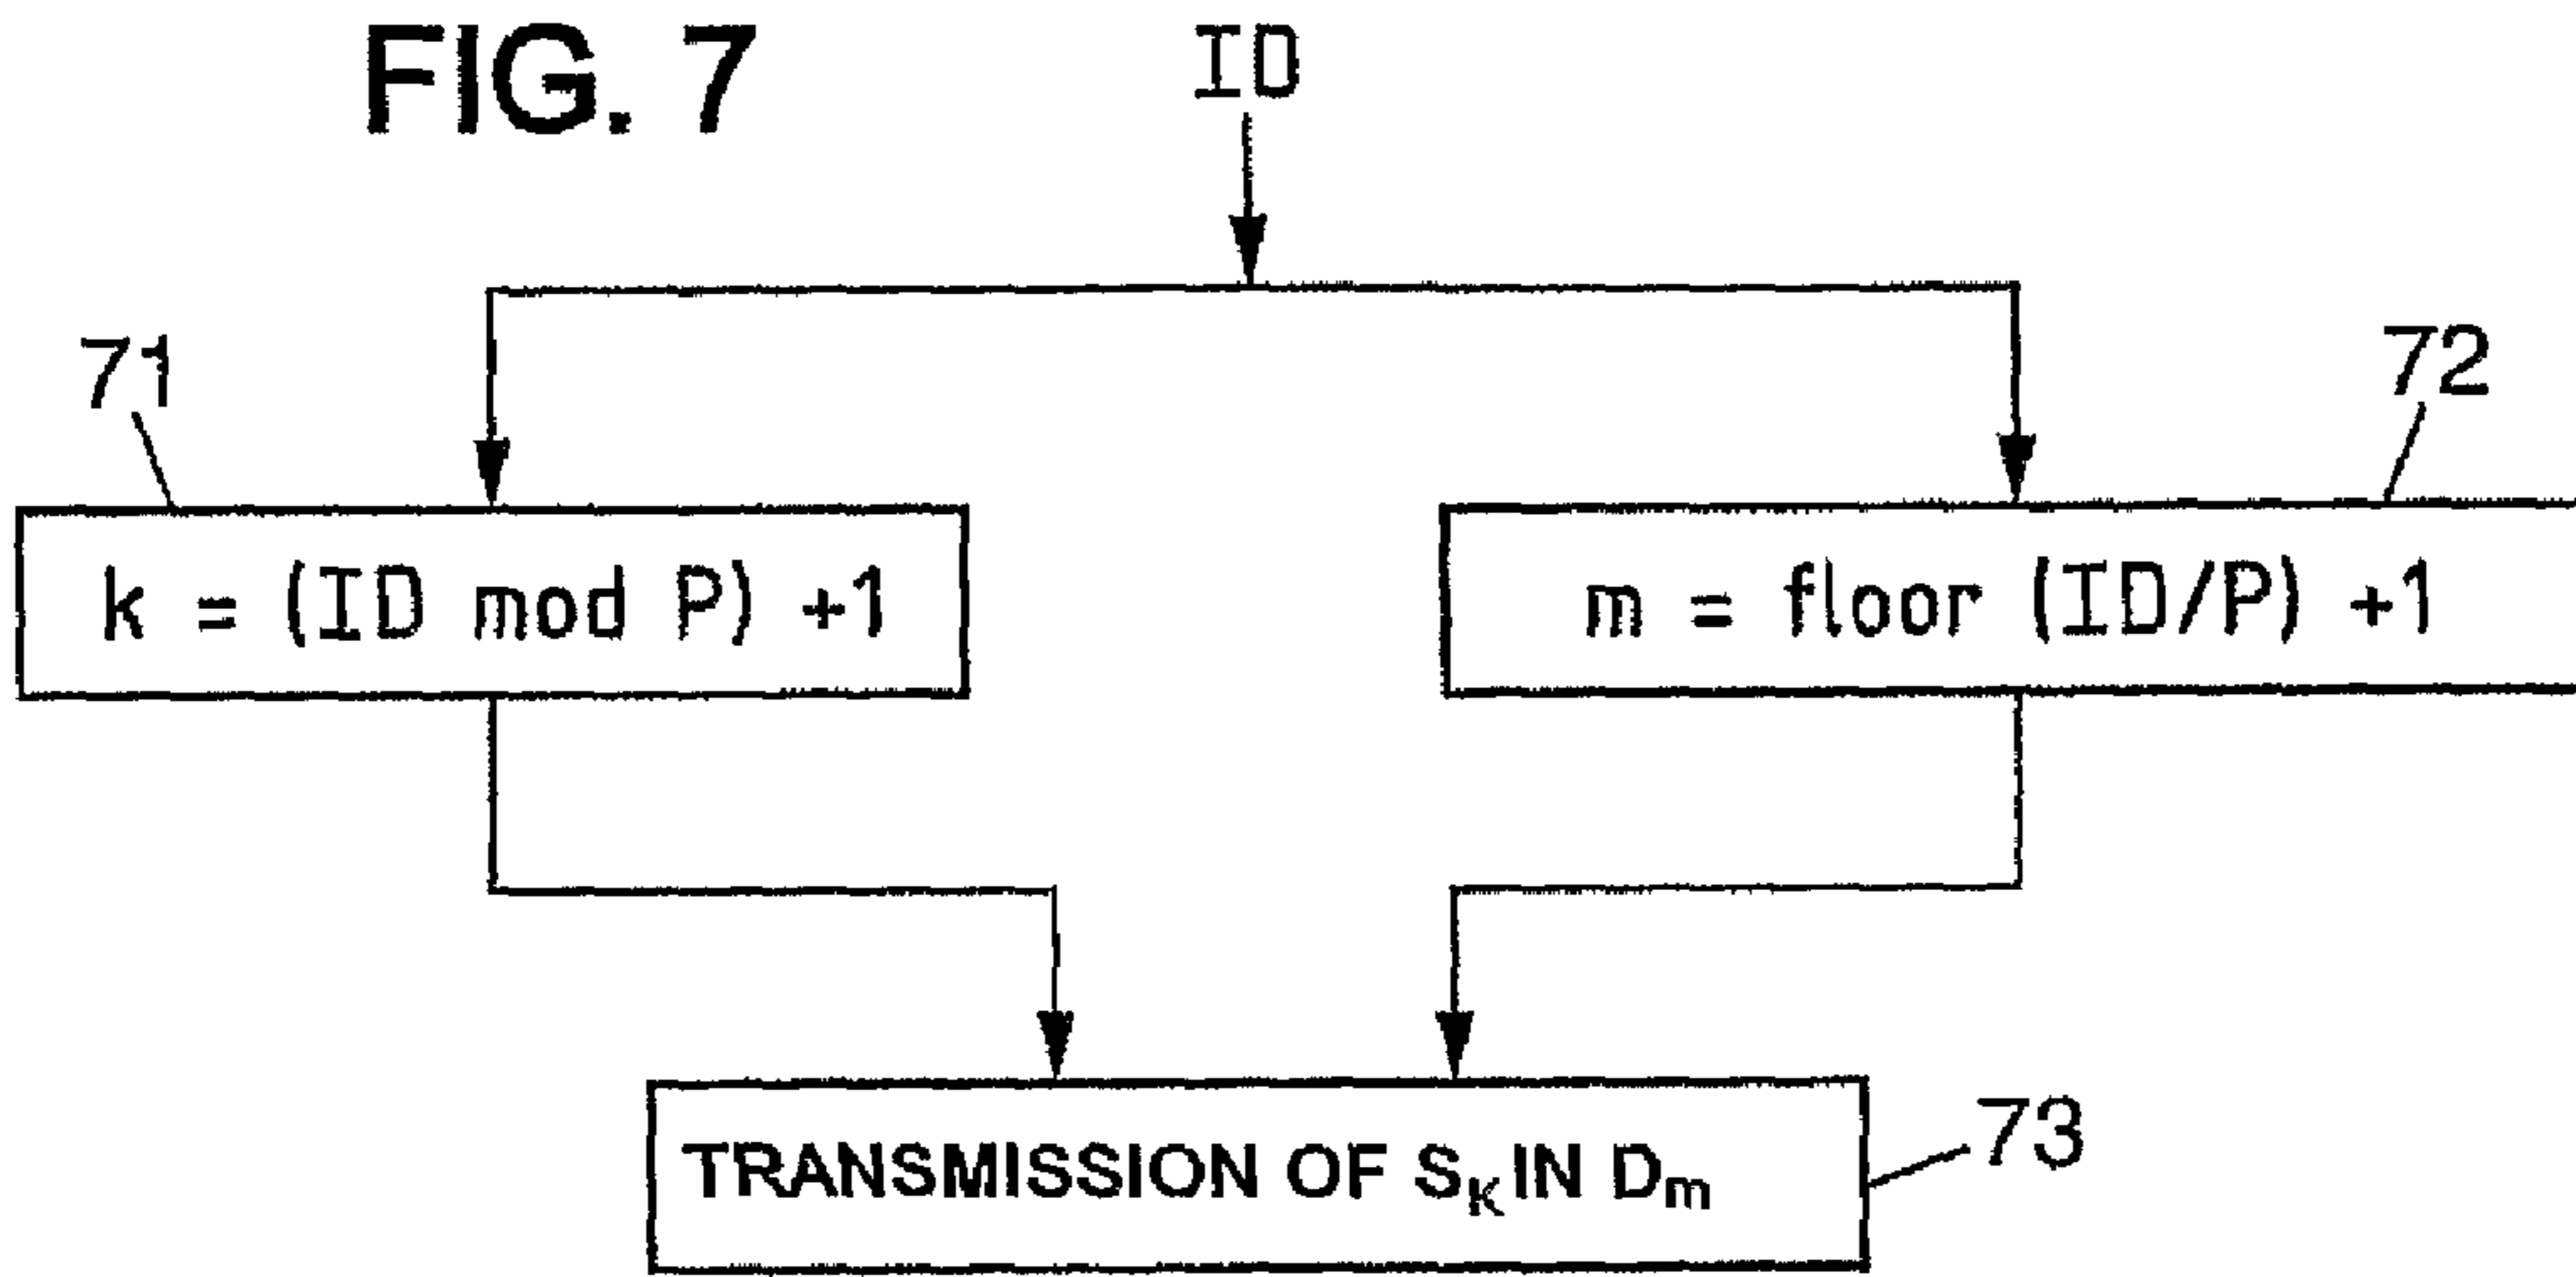 FIG. 7
ID
71
72
k = (ID mod P) +1
m = floor (ID/P) +1
TRANSMISSION OF SK IN Dm
73